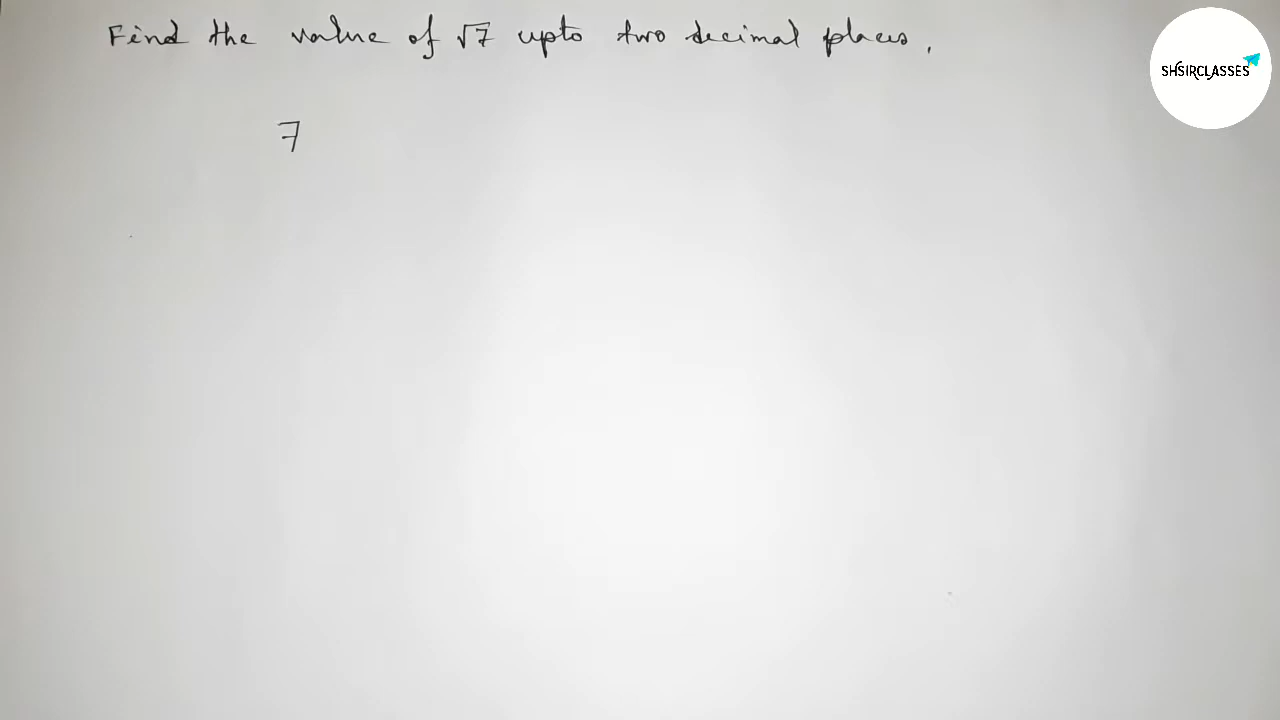 Find the value of √7 upto two decimal places.
SHSIRCLASSES
7